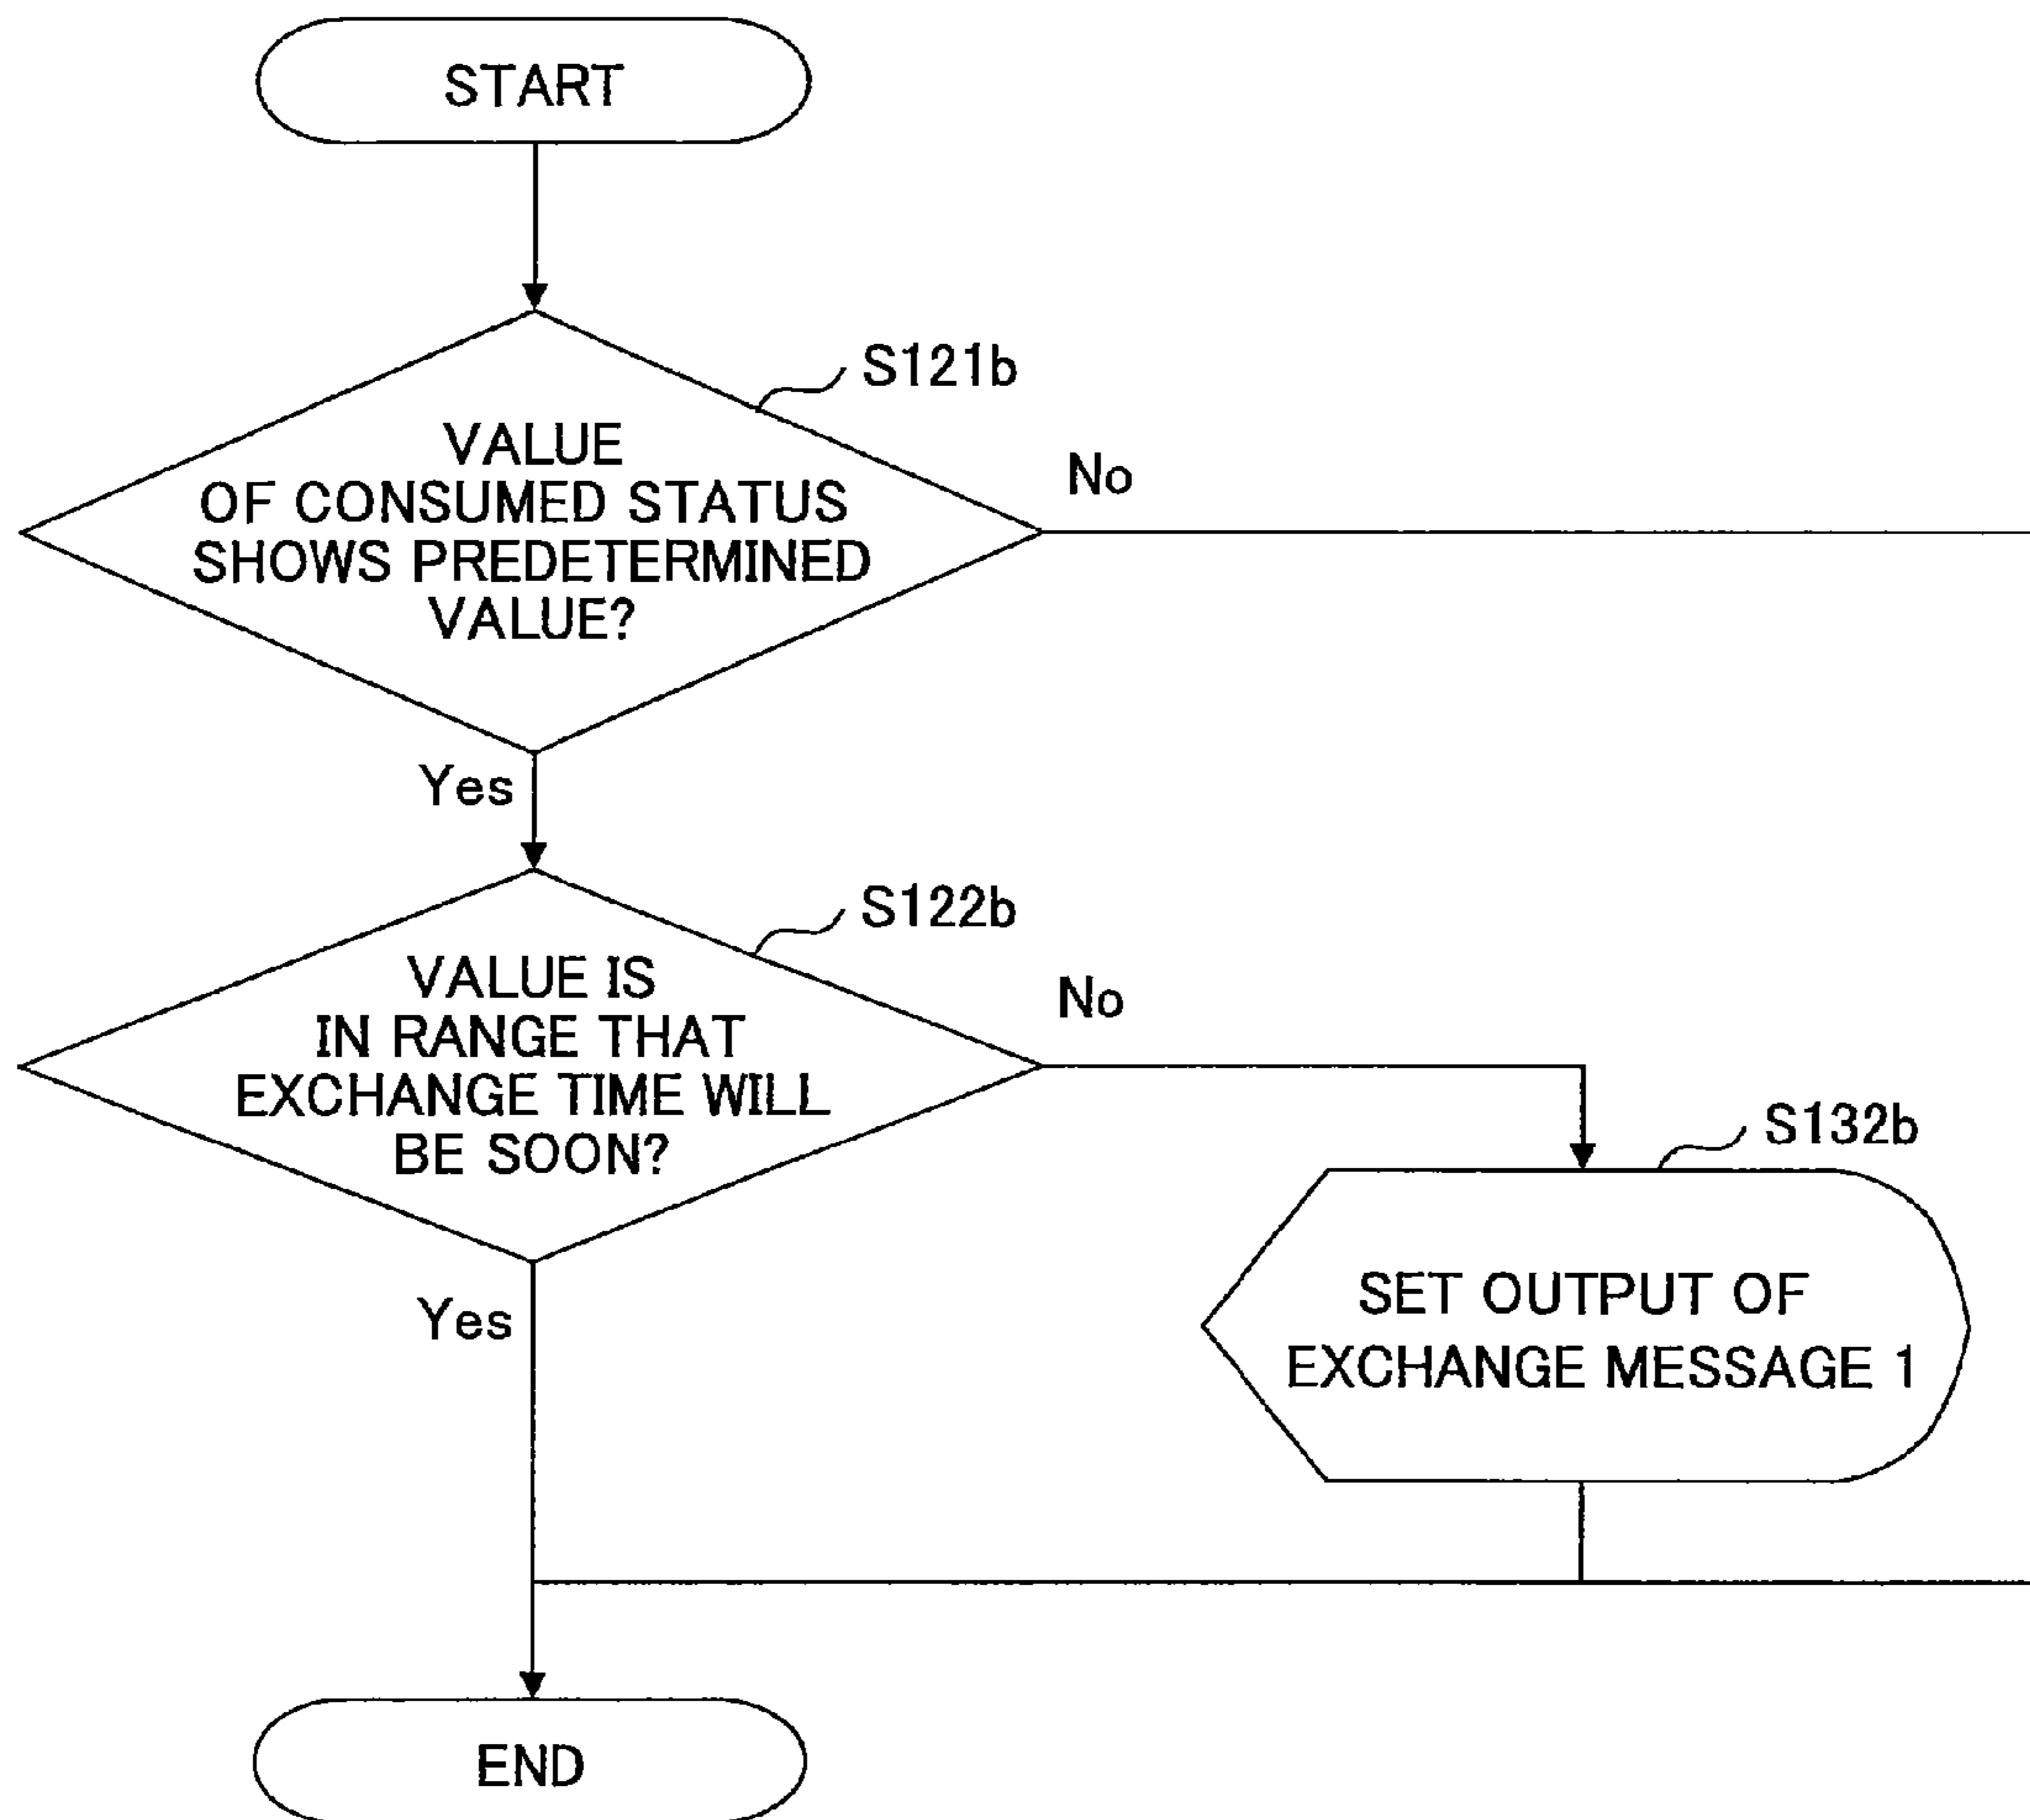 START
S121b
VALUE
OF CONSUMED STATUS
SHOWS PREDETERMINED
VALUE?
No
Yes
S122b
VALUE IS
IN RANGE THAT
EXCHANGE TIME WILL
BE SOON?
No
S132b
SET OUTPUT OF
EXCHANGE MESSAGE 1
Yes
END